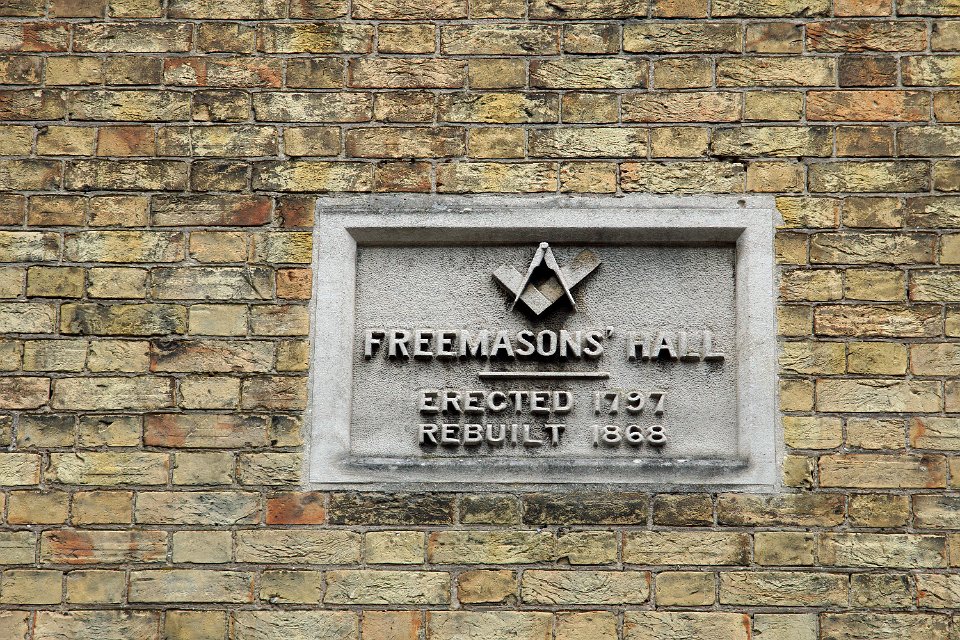 FREEMASONS' HALL
ERECTED 1797
REBUILT 1868